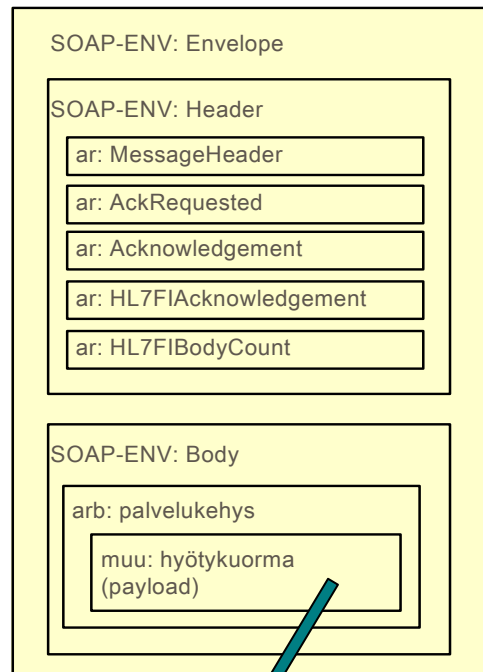 SOAP-ENV: Envelope
SOAP-ENV: Header
ar: MessageHeader
ar: AckRequested
ar: Acknowledgement
ar: HL7FIAcknowledgement
ar: HL7FIBodyCount
SOAP-ENV: Body
arb: palvelukehys
muu: hyötykuorma
(payload)